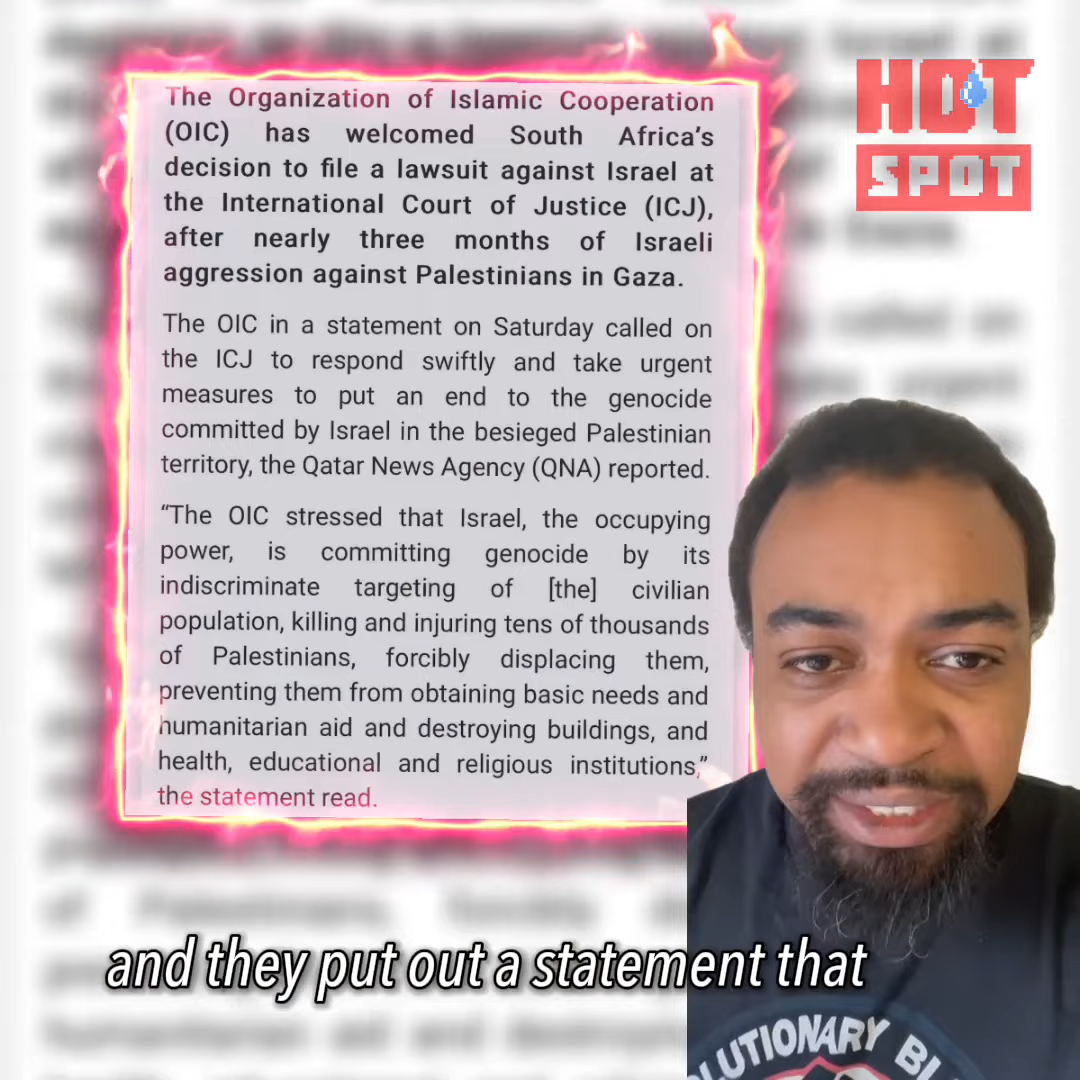 The Organization of Islamic Cooperation
(OIC) has welcomed South Africa's
decision to file a lawsuit against Israel at
the International Court of Justice (ICJ),
after nearly three months of Israeli
aggression against Palestinians in Gaza.
The OIC in a statement on Saturday called on
the ICJ to respond swiftly and take urgent
measures to put an end to the genocide
committed by Israel in the besieged Palestinian
territory, the Qatar News Agency (QNA) reported.
“The OIC stressed that Israel, the occupying
power, is committing genocide by its
indiscriminate targeting of [the] civilian
population, killing and injuring tens of thousands
of Palestinians, forcibly displacing them,
preventing them from obtaining basic needs and
humanitarian aid and destroying buildings, and
health, educational and religious institutions,”
the statement read.
HOT
SPOT
and they put out a statement that
OLUTIONARY BL